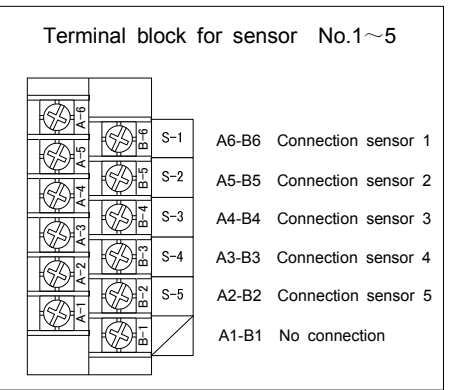 Terminal block for sensor No.1～5
A-6
B-6 S-1 A6-B6 Connection sensor 1
A-5
B-5 S-2 A5-B5 Connection sensor 2
A-4
B-4 S-3 A4-B4 Connection sensor 3
A-3
B-3 S-4 A3-B3 Connection sensor 4
A-2
B-2 S-5 A2-B2 Connection sensor 5
A-1
B-1 A1-B1 No connection